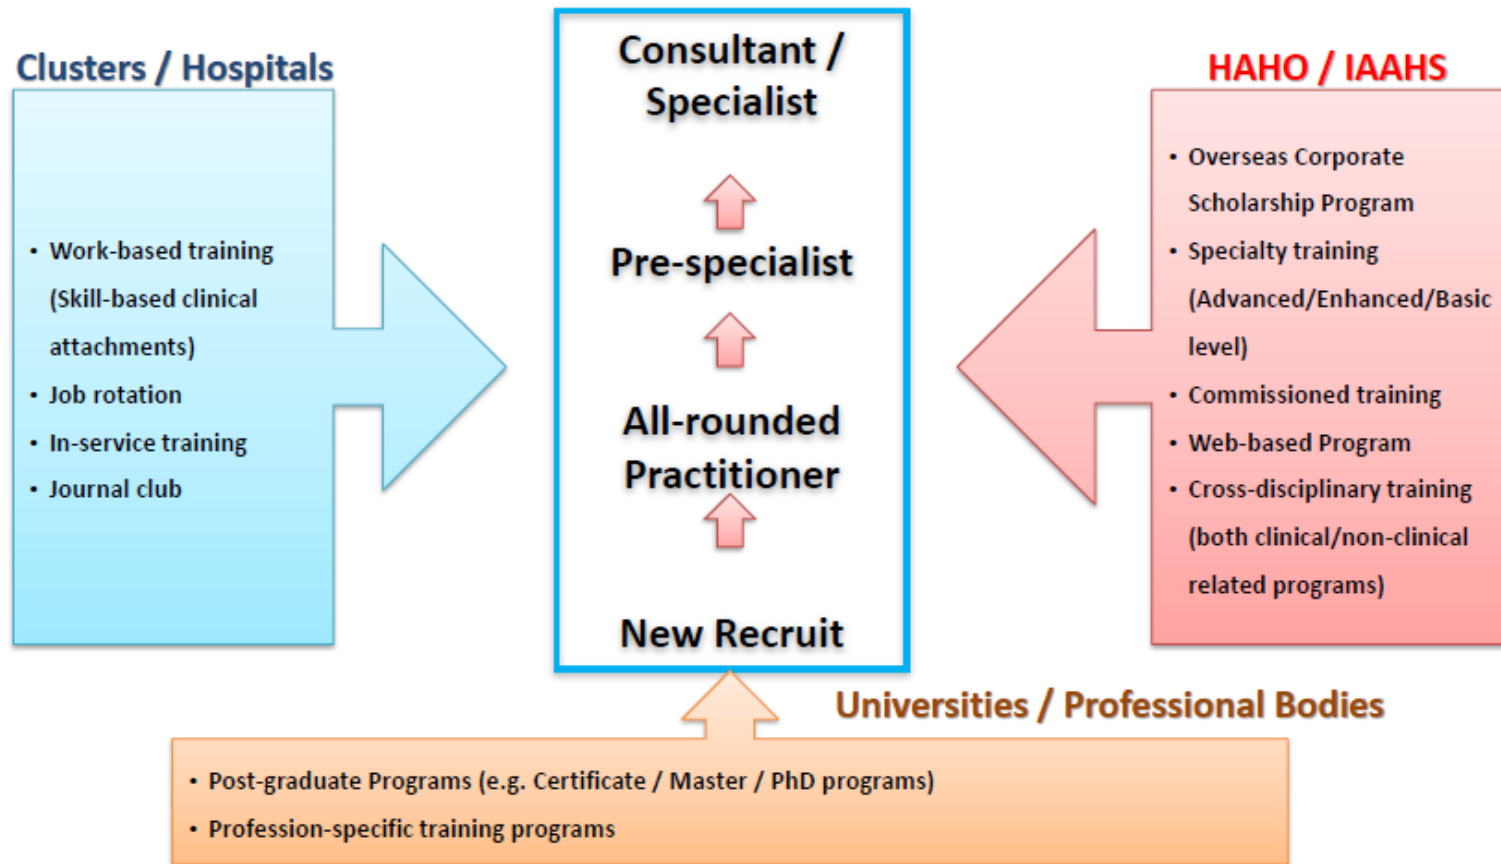 Clusters / Hospitals
• Work-based training
(Skill-based clinical
attachments)
• Job rotation
• In-service training
• Journal club
Consultant /
Specialist
Pre-specialist
All-rounded
Practitioner
New Recruit
HAHO / IAAHS
• Overseas Corporate
Scholarship Program
• Specialty training
(Advanced/Enhanced/Basic
level)
• Commissioned training
• Web-based Program
• Cross-disciplinary training
(both clinical/non-clinical
related programs)
Universities / Professional Bodies
• Post-graduate Programs (e.g. Certificate / Master / PhD programs)
• Profession-specific training programs